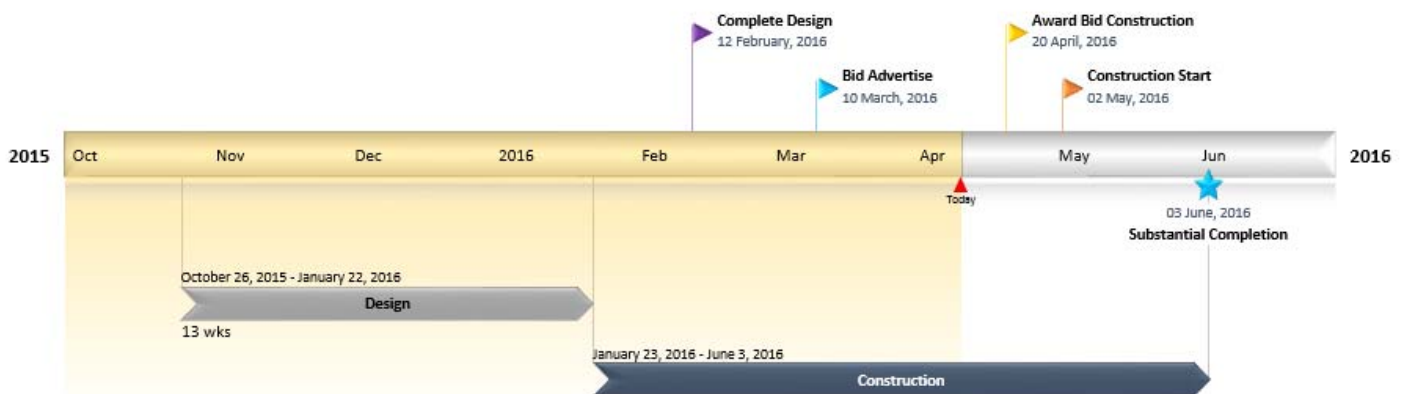 Complete Design
12 February, 2016
Award Bid Construction
20 April, 2016
Bid Advertise
10 March, 2016
Construction Start
02 May, 2016
2015 Oct Nov Dec 2016 Feb Mar Apr May Jun 2016
Today
03 June, 2016
Substantial Completion
October 26, 2015 - January 22, 2016
Design
13 wks
January 23, 2016 - June 3, 2016
Construction